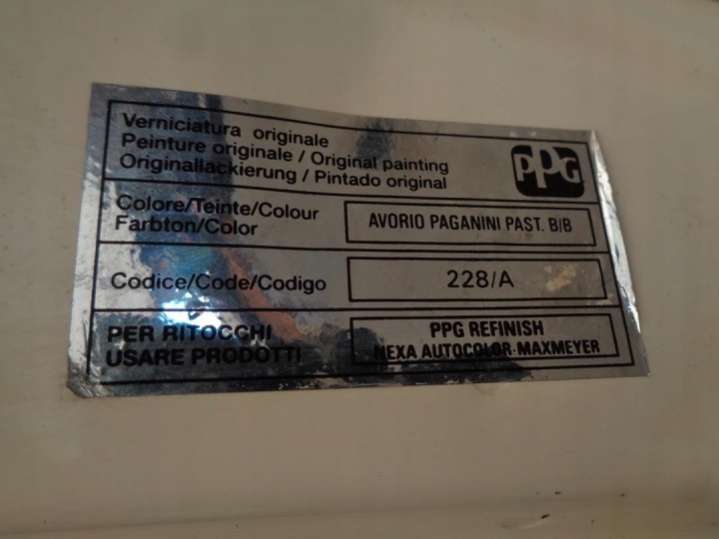 Verniciatura originale
Peinture originale / Original painting
Originallackierung / Pintado original
PPG
Colore/Teinte/Colour
Farbton/Color
AVORIO PAGANINI PAST. B/B
Codice/Code/Codigo
228/A
PER RITOCCHI
USARE PRODOTTI
PPG REFINISH
NEXA AUTOCOLOR-MAXMEYER